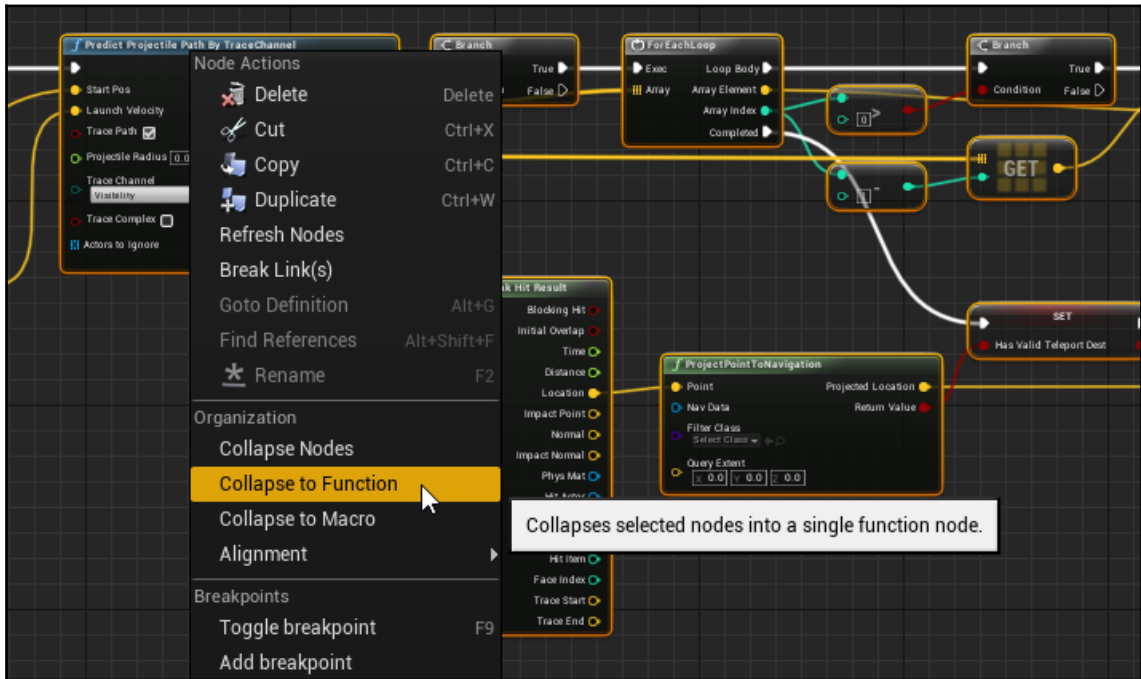 Predict Projectile Path By TraceChannel
Start Pos
Launch Velocity
Trace Path
Projectile Radius 0.0
Trace Channel
Visibility
Trace Complex
Actors to Ignore
Node Actions
Delete Delete
Cut Ctrl+X
Copy Ctrl+C
Duplicate Ctrl+W
Refresh Nodes
Break Link(s)
Goto Definition Alt+G
Find References Alt+Shift+F
Rename F2
Organization
Collapse Nodes
Collapse to Function
Collapse to Macro
Alignment
Breakpoints
Toggle breakpoint F9
Add breakpoint
Collapses selected nodes into a single function node.
Branch
True
False
ForEachLoop
Exec Loop Body
Array Array Element
Array Index
Completed
>
-
GET
Branch
True
Condition False
SET
Has Valid Teleport Dest
Hit Result
Blocking Hit
Initial Overlap
Time
Distance
Location
Impact Point
Normal
Impact Normal
Phys Mat
Hit Actor
Hit Item
Face Index
Trace Start
Trace End
ProjectPointToNavigation
Point Projected Location
Nav Data Return Value
Filter Class
Select Class
Query Extent
X 0.0 Y 0.0 Z 0.0